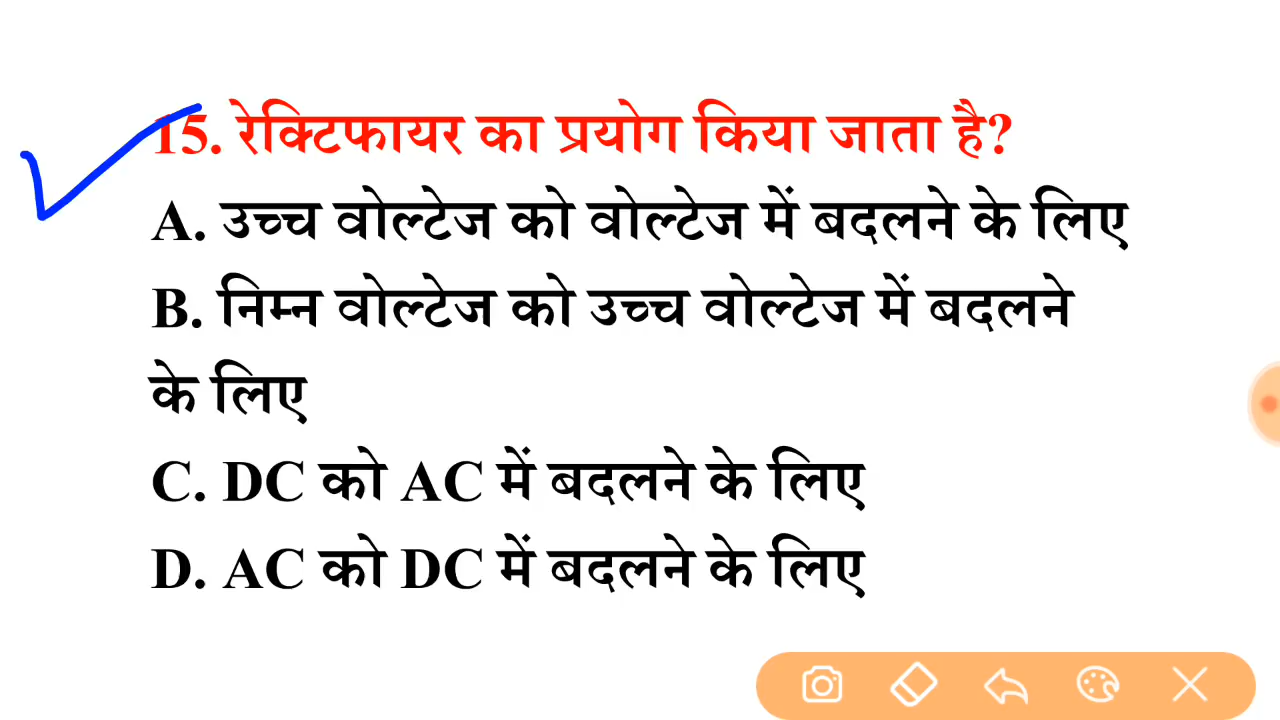 15. रेक्टिफायर का प्रयोग किया जाता है?
A. उच्च वोल्टेज को वोल्टेज में बदलने के लिए
B. निम्न वोल्टेज को उच्च वोल्टेज में बदलने
के लिए
C. DC को AC में बदलने के लिए
D. AC को DC में बदलने के लिए